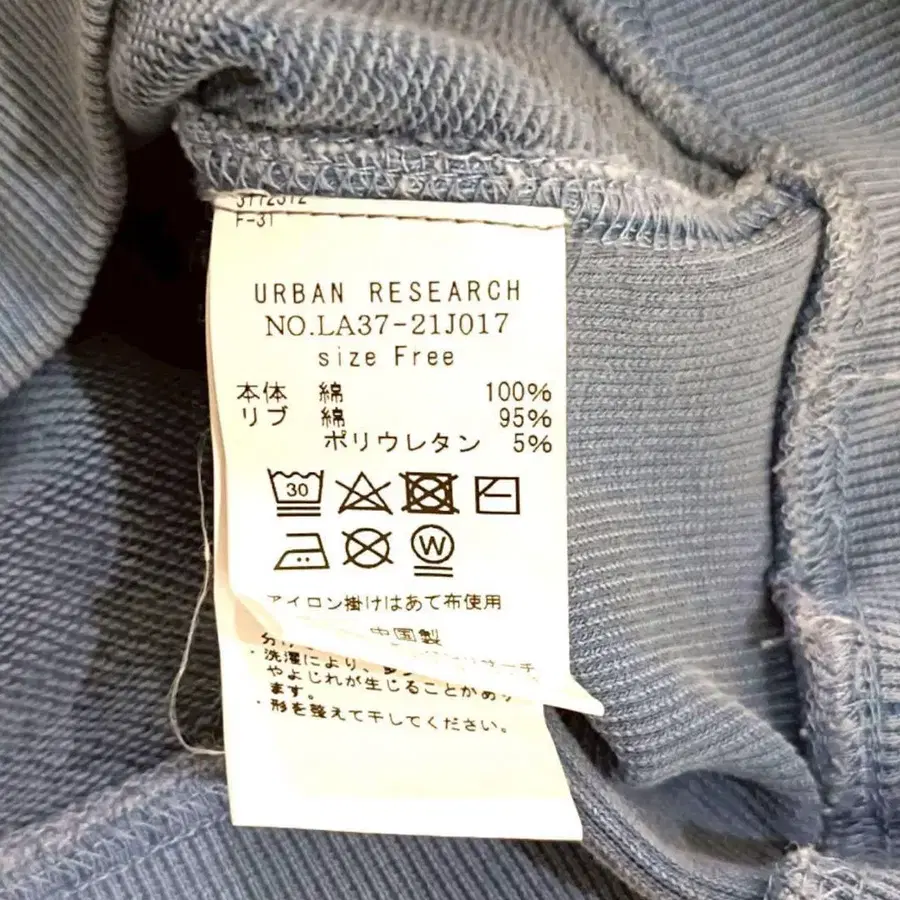 F-31
URBAN RESEARCH
NO.LA37-21J017
size Free
本体 綿 100%
リブ 綿 95%
ポリウレタン 5%
30
W
アイロン掛けはあて布使用
中国製
・洗濯により、
やよじれが生じることがあ
ます。
・形を整えて干してください。